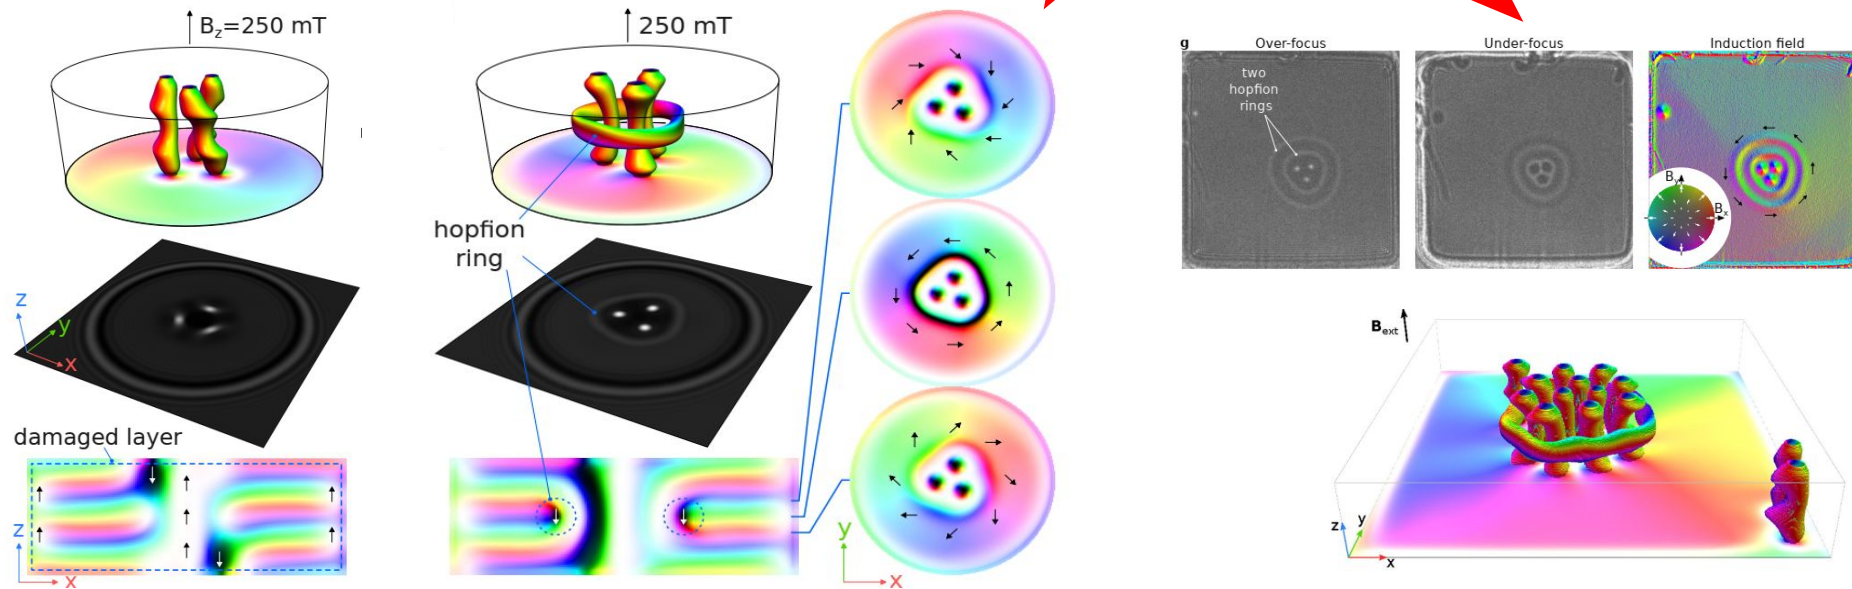 B_z=250 mT
z
y
x
damaged layer
z
x
250 mT
hopfion
ring
y
x
g
Over-focus
Under-focus
Induction field
two
hopfion
rings
B_y
B_x
B_ext
z
y
x